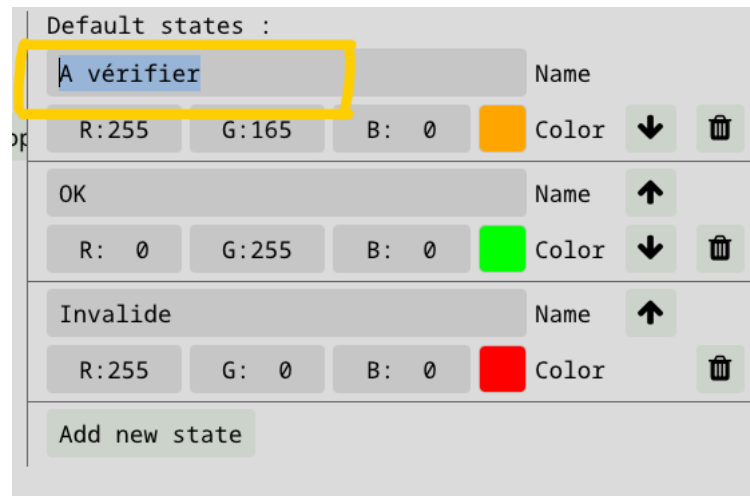 Default states :
A vérifier Name
R:255 G:165 B: 0 Color
OK Name
R: 0 G:255 B: 0 Color
Invalide Name
R:255 G: 0 B: 0 Color
Add new state